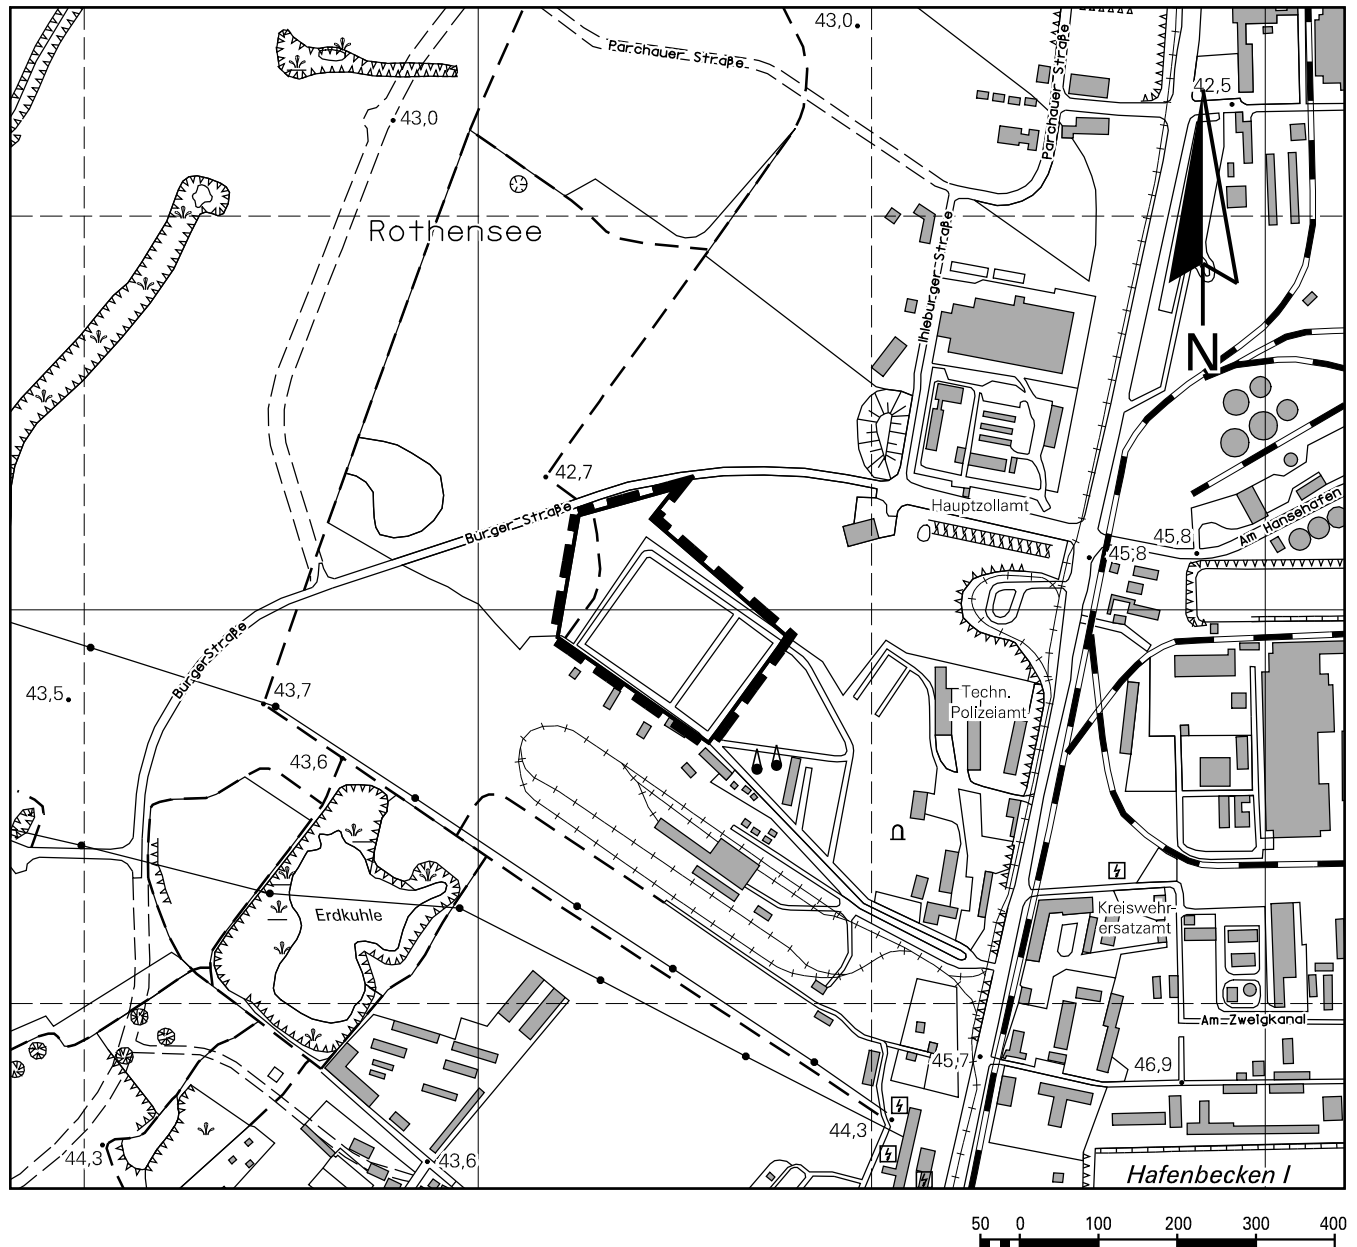 43,0
Parchauer Straße
Parchauer Straße
42,5
43,0
Rothensee
Ihleburger Straße
N
42,7
Burger Straße
Hauptzollamt
Am Hansehafen
45,8
45,8
Burger Straße
43,5
43,7
Techn.
Polizeiamt
43,6
Erdkuhle
Kreiswehr-
ersatzamt
Am Zweigkanal
45,7
46,9
44,3
44,3
43,6
Hafenbecken I
50 0 100 200 300 400